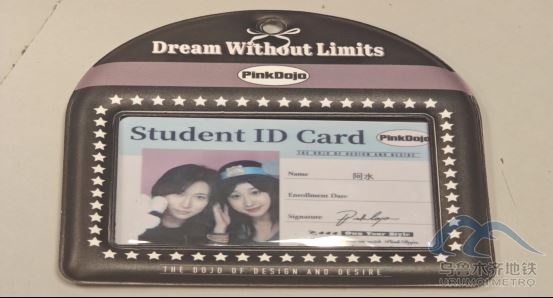 Dream Without Limits
PinkDojo
Student ID Card
PinkDojo
THE DOJO OF DESIGN AND DESIRE
Name 阿水
Enrollment Date
Signature
Own Your Style
THE DOJO OF DESIGN AND DESIRE
乌鲁木齐地铁
URUMQI METRO